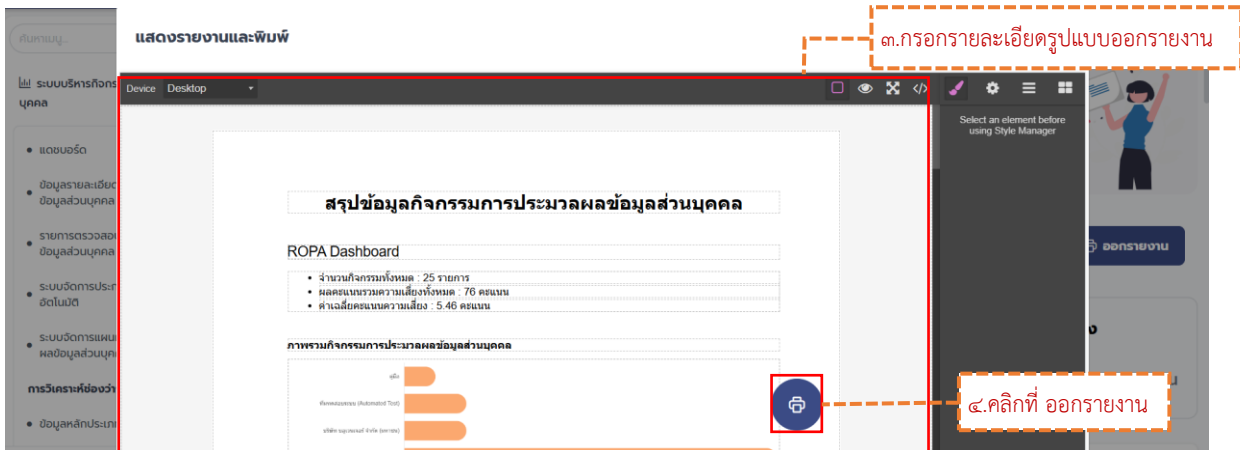 แสดงรายงานและพิมพ์
๓.กรอกรายละเอียดรูปแบบออกรายงาน
ค้นหาเมนู...
ระบบบริหารกิจกร
บุคคล
แดชบอร์ด
ข้อมูลรายละเอียด
ข้อมูลส่วนบุคคล
รายการตรวจสอบ
ข้อมูลส่วนบุคคล
ระบบจัดการประเ
อัตโนมัติ
ระบบจัดการแผน
ผลข้อมูลส่วนบุค
การวิเคราะห์ช่องว่า
ข้อมูลหลักประเภ
Device Desktop
Select an element before
using Style Manager
สรุปข้อมูลกิจกรรมการประมวลผลข้อมูลส่วนบุคคล
ROPA Dashboard
จำนวนกิจกรรมทั้งหมด : 25 รายการ
ผลคะแนนรวมความเสี่ยงทั้งหมด : 76 คะแนน
ค่าเฉลี่ยคะแนนความเสี่ยง : 5.46 คะแนน
ภาพรวมกิจกรรมการประมวลผลข้อมูลส่วนบุคคล
(Automated Test)
ออกรายงาน
๔.คลิกที่ ออกรายงาน